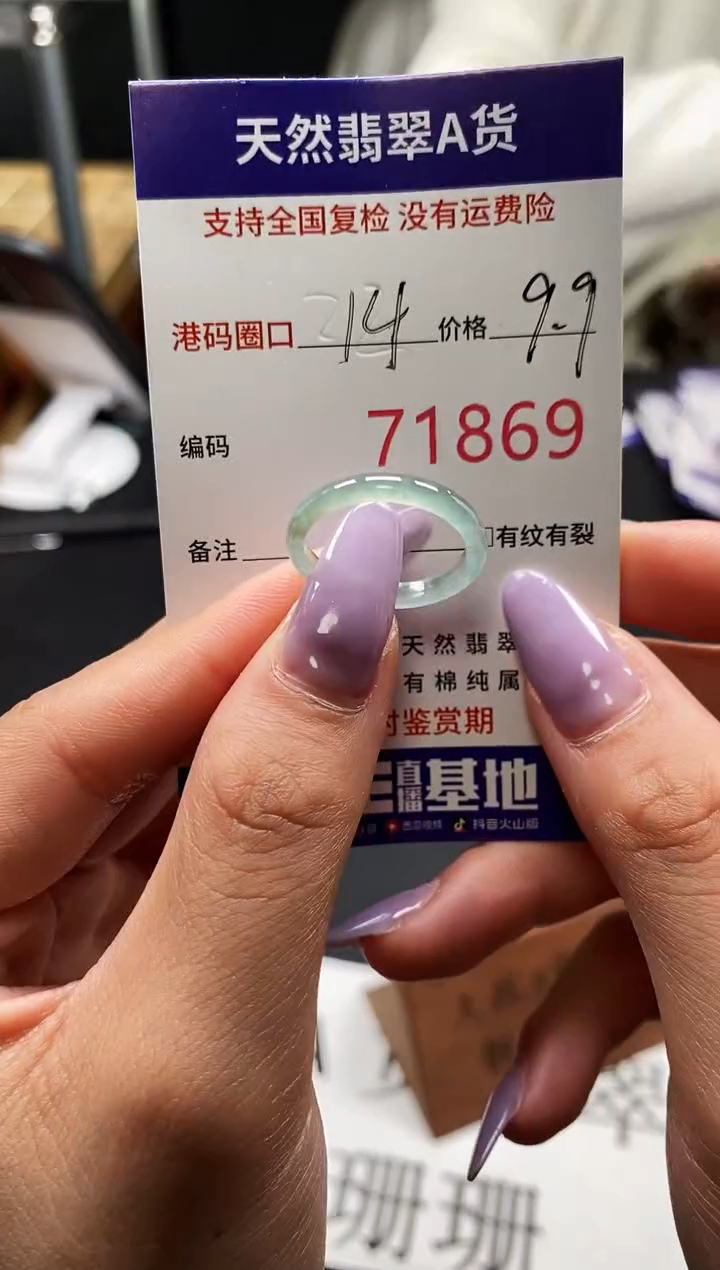 天然翡翠A货
支持全国复检 没有运费险
港码圈口 14 价格 9.9
编码 71869
备注 有纹有裂
天然翡翠
有棉纯属
鉴赏期
直播基地
抖音火山版
珊珊